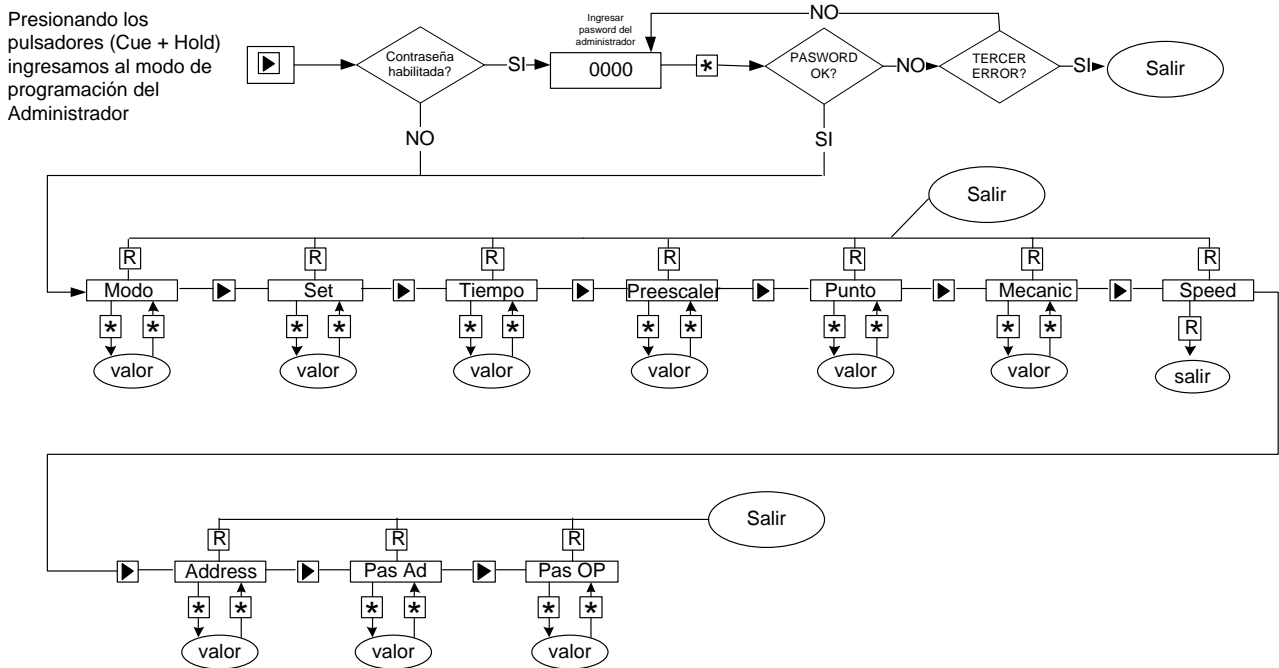 Presionando los
pulsadores (Cue + Hold)
ingresamos al modo de
programación del
Administrador
Contraseña
habilitada?
SI
NO
Ingresar
pasword del
administrador
0000
*
PASWORD
OK?
NO
SI
NO
TERCER
ERROR?
SI
Salir
Salir
R R R R R R R
Modo Set Tiempo Preescaler Punto Mecanic Speed
* * * * * * * * * * * * R
valor valor valor valor valor valor salir
Salir
R R R
Address Pas Ad Pas OP
* * * * * *
valor valor valor